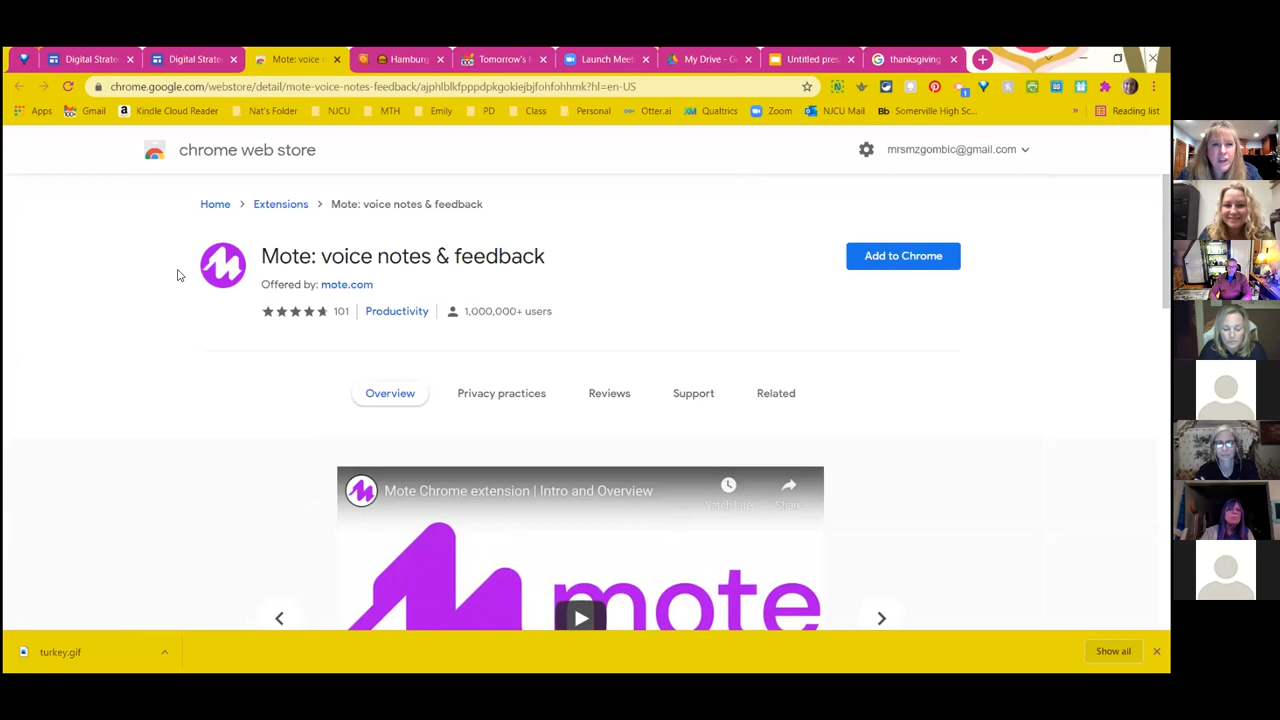 Digital Strate
Digital Strate
Mote: voice n
Hamburg
Tomorrow's
Launch Meet
My Drive - G
Untitled pres
thanksgiving
chrome.google.com/webstore/detail/mote-voice-notes-feedback/ajphlblkfpppdpkgokiejbjfohfohhmk?hl=en-US
Apps
Gmail
Kindle Cloud Reader
Nat's Folder
NJCU
MTH
Emily
PD
Class
Personal
Otter.ai
Qualtrics
Zoom
NJCU Mail
Bb Somerville High Sc...
»
Reading list
chrome web store
mrsmzgombic@gmail.com
Home > Extensions > Mote: voice notes & feedback
Mote: voice notes & feedback
Add to Chrome
Offered by: mote.com
101
Productivity
1,000,000+ users
Overview
Privacy practices
Reviews
Support
Related
Mote Chrome extension | Intro and Overview
Watch later
Share
mote
turkey.gif
Show all